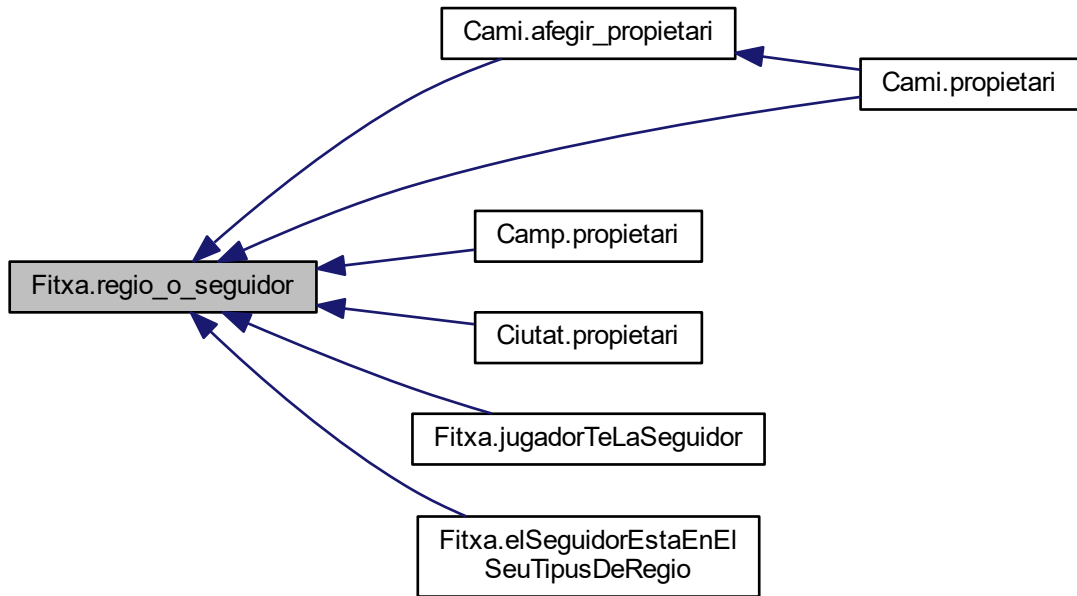 Cami.afegir_propietari
Cami.propietari
Camp.propietari
Fitxa.regio_o_seguidor
Ciutat.propietari
Fitxa.jugadorTeLaSeguidor
Fitxa.elSeguidorEstaEnEl
SeuTipusDeRegio